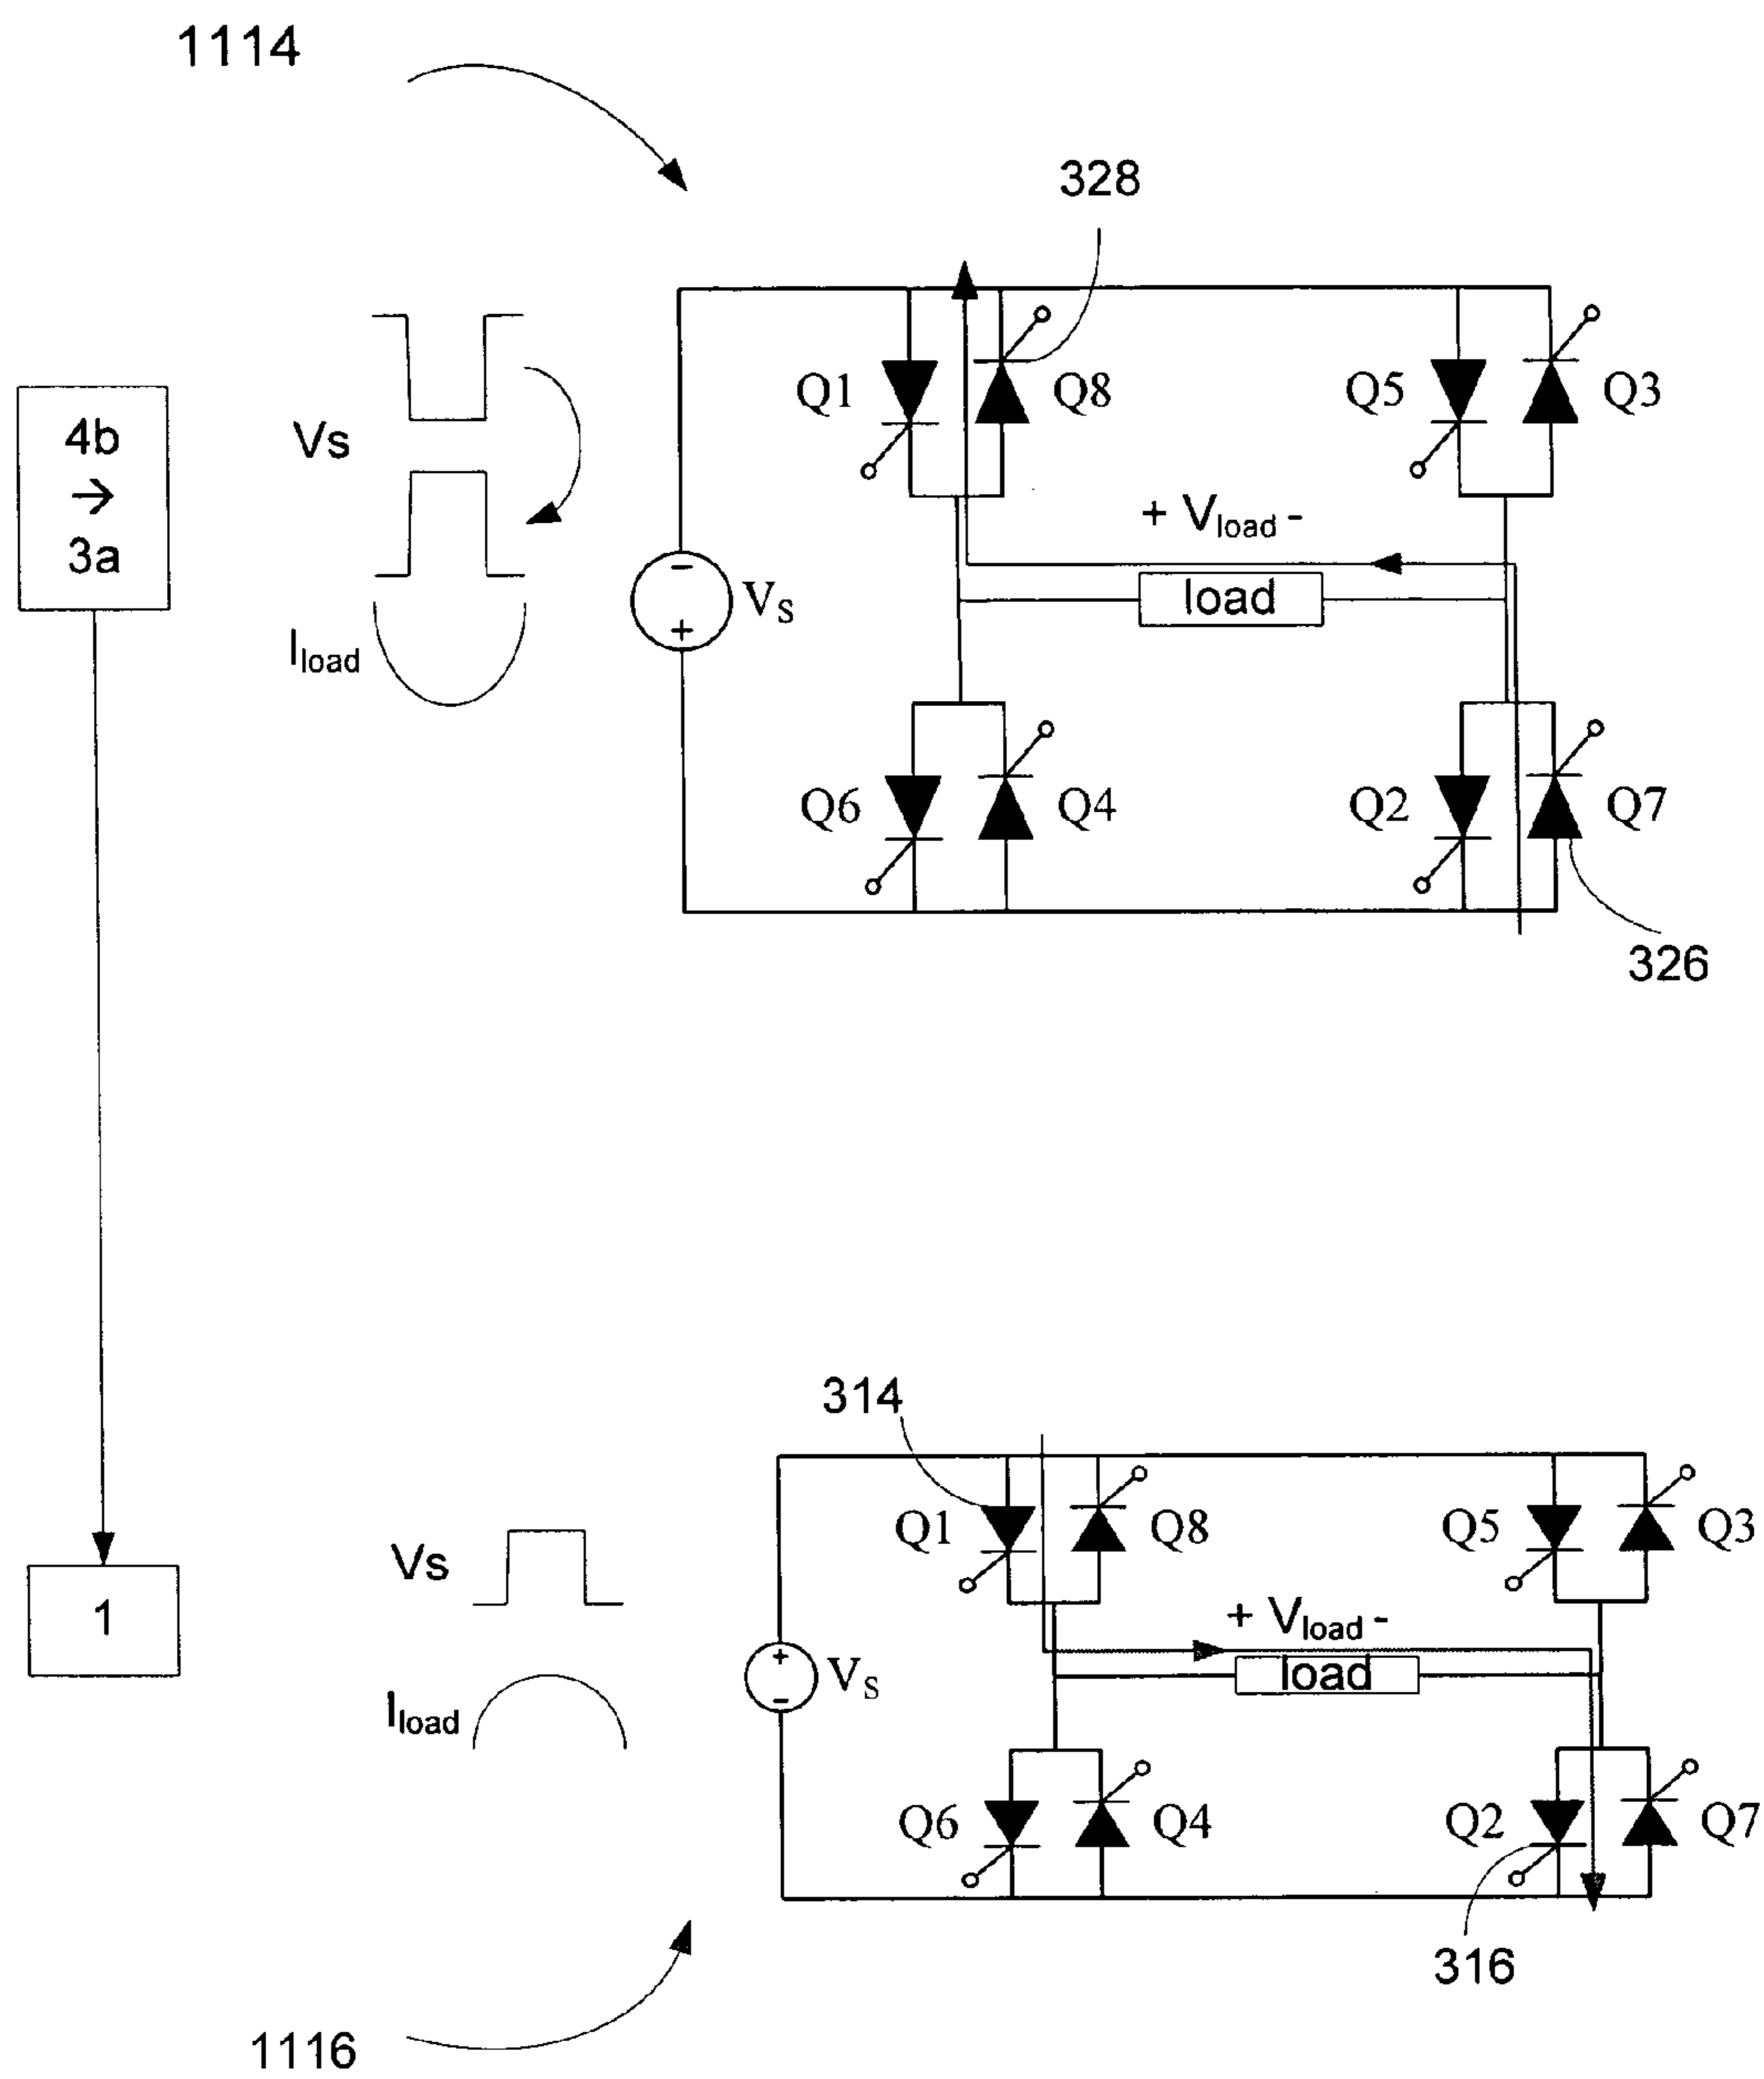 1114
328
Q1
Q8
Q5
Q3
4b
→
3a
Vs
+ Vload -
−
+
VS
load
Iload
Q6
Q4
Q2
Q7
326
314
Q1
Q8
Q5
Q3
Vs
1
+ Vload -
+
−
VS
load
Iload
Q6
Q4
Q2
Q7
316
1116